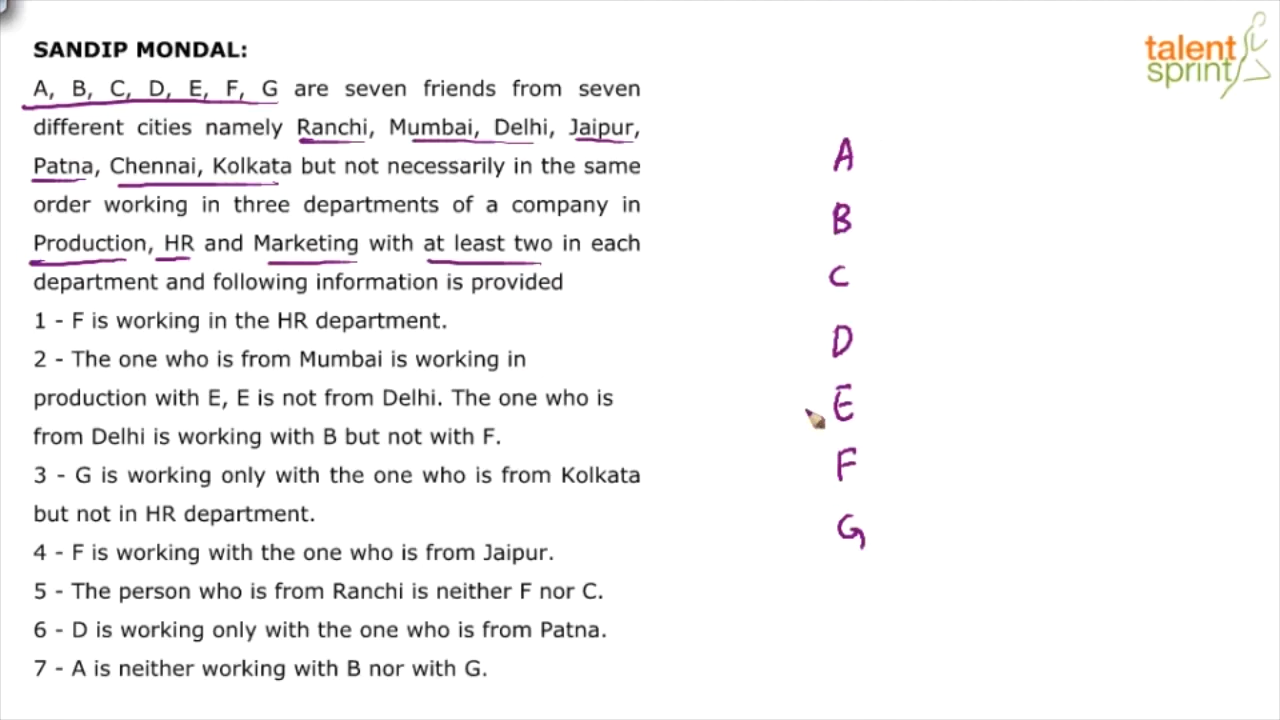 talent
sprint
SANDIP MONDAL:
A, B, C, D, E, F, G are seven friends from seven
different cities namely Ranchi, Mumbai, Delhi, Jaipur,
Patna, Chennai, Kolkata but not necessarily in the same
order working in three departments of a company in
Production, HR and Marketing with at least two in each
department and following information is provided
1 - F is working in the HR department.
2 - The one who is from Mumbai is working in
production with E, E is not from Delhi. The one who is
from Delhi is working with B but not with F.
3 - G is working only with the one who is from Kolkata
but not in HR department.
4 - F is working with the one who is from Jaipur.
5 - The person who is from Ranchi is neither F nor C.
6 - D is working only with the one who is from Patna.
7 - A is neither working with B nor with G.
A
B
C
D
E
F
G